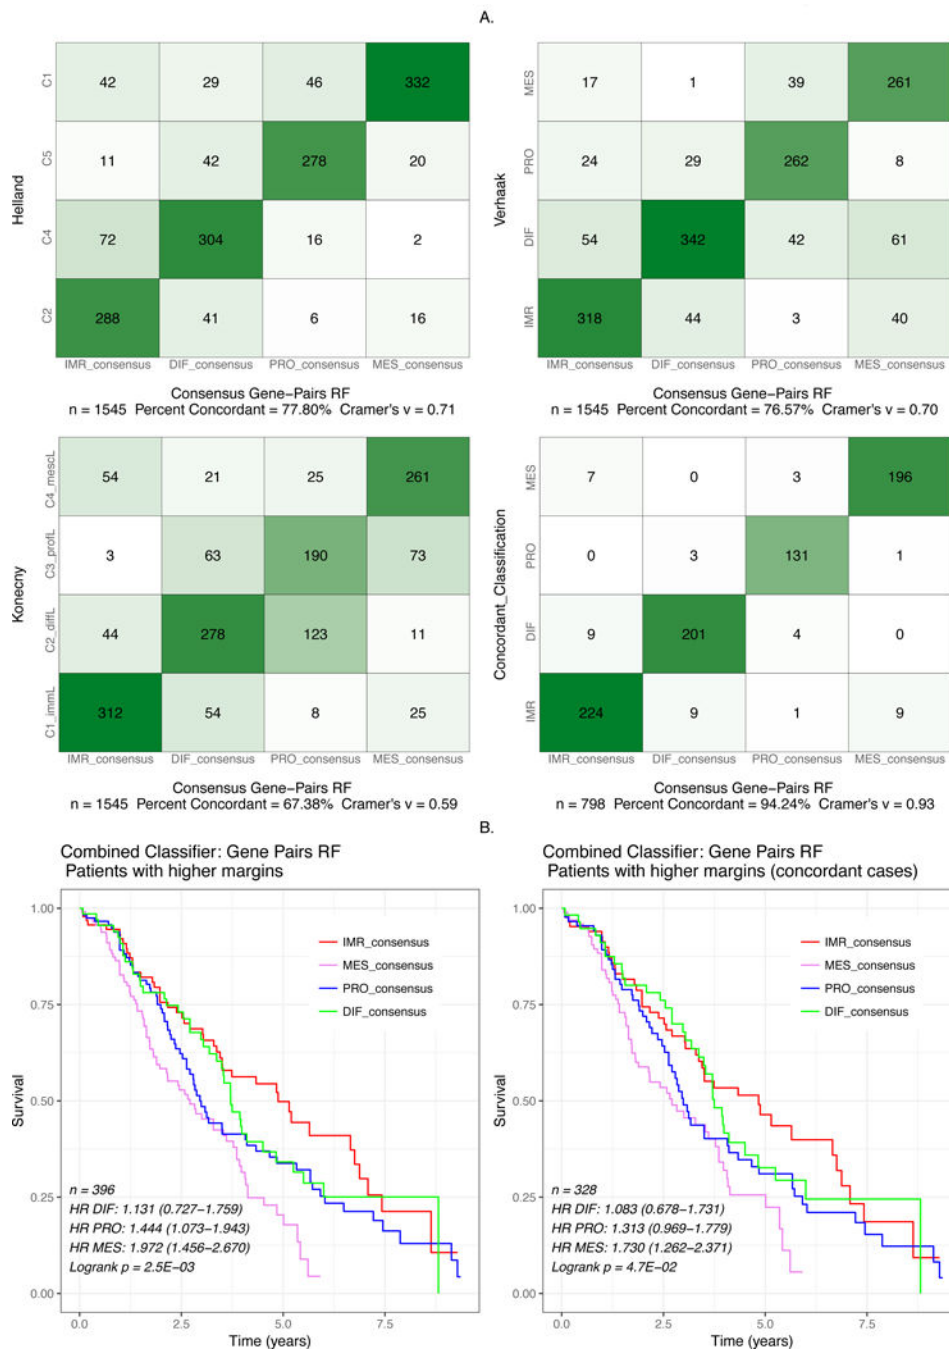 A.
Helland
C1 42 29 46 332
C5 11 42 278 20
C4 72 304 16 2
C2 288 41 6 16
IMR_consensus DIF_consensus PRO_consensus MES_consensus
Consensus Gene-Pairs RF
n = 1545 Percent Concordant = 77.80% Cramer's v = 0.71
Verhaak
MES 17 1 39 261
PRO 24 29 262 8
DIF 54 342 42 61
IMR 318 44 3 40
IMR_consensus DIF_consensus PRO_consensus MES_consensus
Consensus Gene-Pairs RF
n = 1545 Percent Concordant = 76.57% Cramer's v = 0.70
Konecny
C4_mescL 54 21 25 261
C3_profL 3 63 190 73
C2_diffL 44 278 123 11
C1_immL 312 54 8 25
IMR_consensus DIF_consensus PRO_consensus MES_consensus
Consensus Gene-Pairs RF
n = 1545 Percent Concordant = 67.38% Cramer's v = 0.59
Concordant_Classification
MES 7 0 3 196
PRO 0 3 131 1
DIF 9 201 4 0
IMR 224 9 1 9
IMR_consensus DIF_consensus PRO_consensus MES_consensus
Consensus Gene-Pairs RF
n = 798 Percent Concordant = 94.24% Cramer's v = 0.93
B.
Combined Classifier: Gene Pairs RF
Patients with higher margins
Survival
1.00
0.75
0.50
0.25
0.00
IMR_consensus
MES_consensus
PRO_consensus
DIF_consensus
n = 396
HR DIF: 1.131 (0.727-1.759)
HR PRO: 1.444 (1.073-1.943)
HR MES: 1.972 (1.456-2.670)
Logrank p = 2.5E-03
0.0 2.5 5.0 7.5
Time (years)
Combined Classifier: Gene Pairs RF
Patients with higher margins (concordant cases)
Survival
1.00
0.75
0.50
0.25
0.00
IMR_consensus
MES_consensus
PRO_consensus
DIF_consensus
n = 328
HR DIF: 1.083 (0.678-1.731)
HR PRO: 1.313 (0.969-1.779)
HR MES: 1.730 (1.262-2.371)
Logrank p = 4.7E-02
0.0 2.5 5.0 7.5
Time (years)